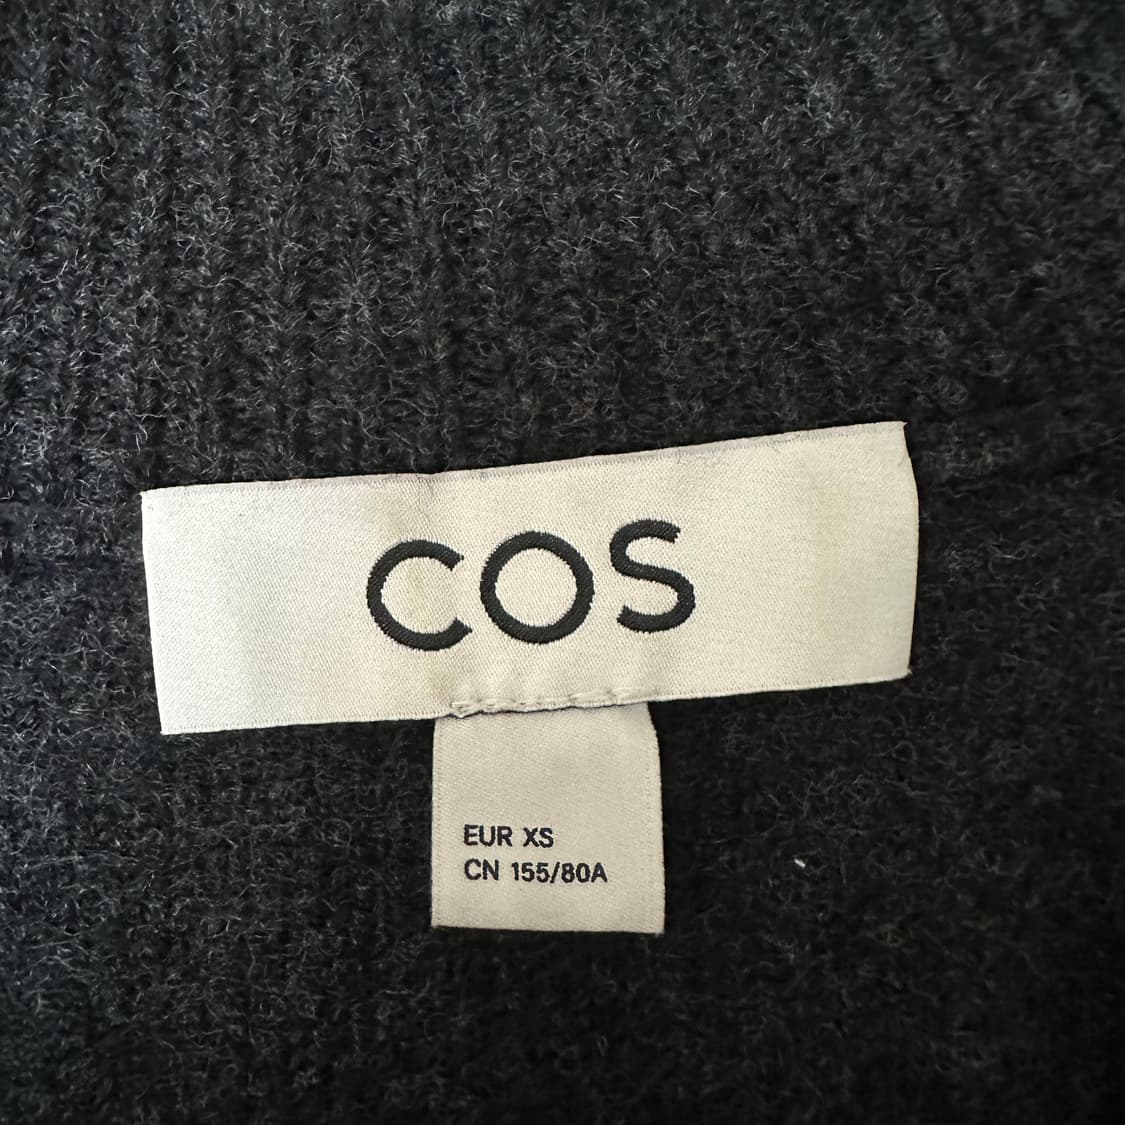 COS
EUR XS
CN 155/80A